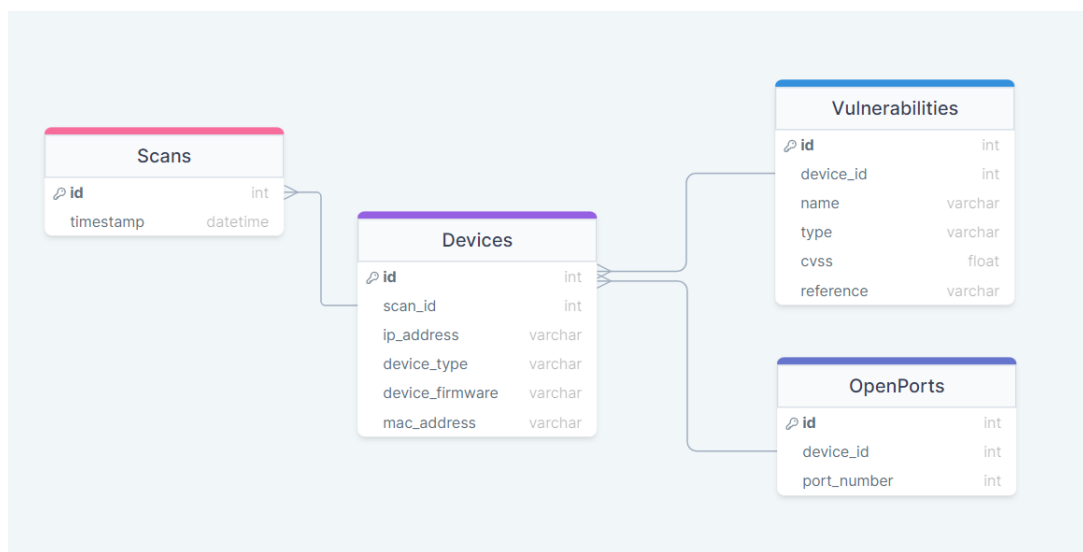 Scans
id int
timestamp datetime
Devices
id int
scan_id int
ip_address varchar
device_type varchar
device_firmware varchar
mac_address varchar
Vulnerabilities
id int
device_id int
name varchar
type varchar
cvss float
reference varchar
OpenPorts
id int
device_id int
port_number int